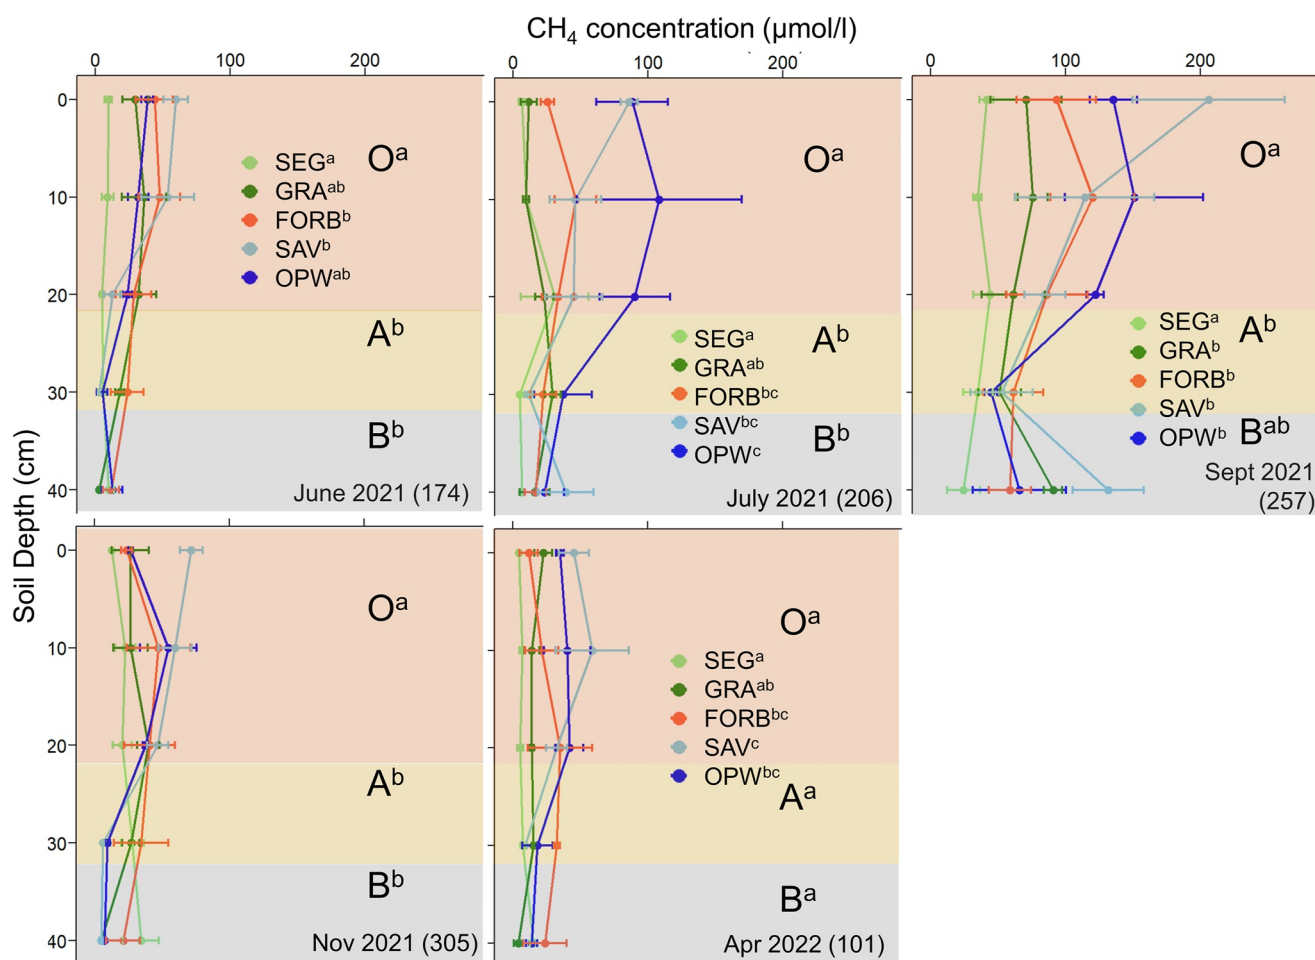 CH₄ concentration (µmol/l)
0 100 200
0 100 200
0 100 200
Soil Depth (cm)
0
10
20
30
40
SEGᵃ
GRAᵃᵇ
FORBᵇ
SAVᵇ
OPWᵃᵇ
Oᵃ
Aᵇ
Bᵇ
June 2021 (174)
Oᵃ
SEGᵃ
GRAᵃᵇ
FORBᵇᶜ
SAVᵇᶜ
OPWᶜ
Aᵇ
Bᵇ
July 2021 (206)
Oᵃ
SEGᵃ
GRAᵇ
FORBᵇ
SAVᵇ
OPWᵇ
Aᵇ
Bᵃᵇ
Sept 2021
(257)
0
10
20
30
40
Oᵃ
Aᵇ
Bᵇ
Nov 2021 (305)
Oᵃ
SEGᵃ
GRAᵃᵇ
FORBᵇᶜ
SAVᶜ
OPWᵇᶜ
Aᵃ
Bᵃ
Apr 2022 (101)